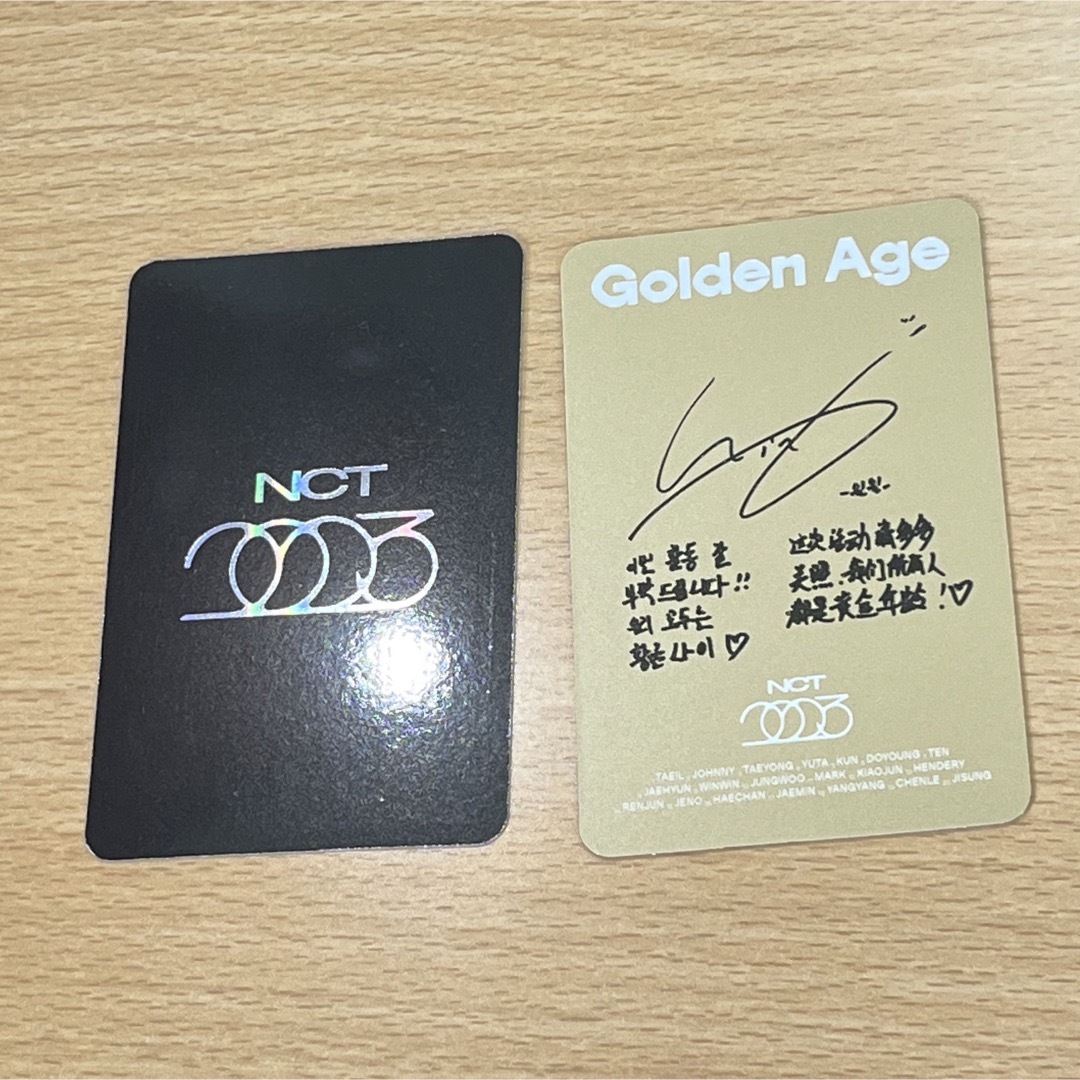 NCT
2023
Golden Age
-윈윈-
이번 활동 잘
부탁드립니다!!
우리 모두는
황금 나이♡
这次活动请多多
关照、我们所有人
都是黄金年龄!♡
NCT
2023
TAEIL JOHNNY TAEYONG YUTA KUN DOYOUNG TEN
JAEHYUN WINWIN JUNGWOO MARK XIAOJUN HENDERY
RENJUN JENO HAECHAN JAEMIN YANGYANG CHENLE JISUNG